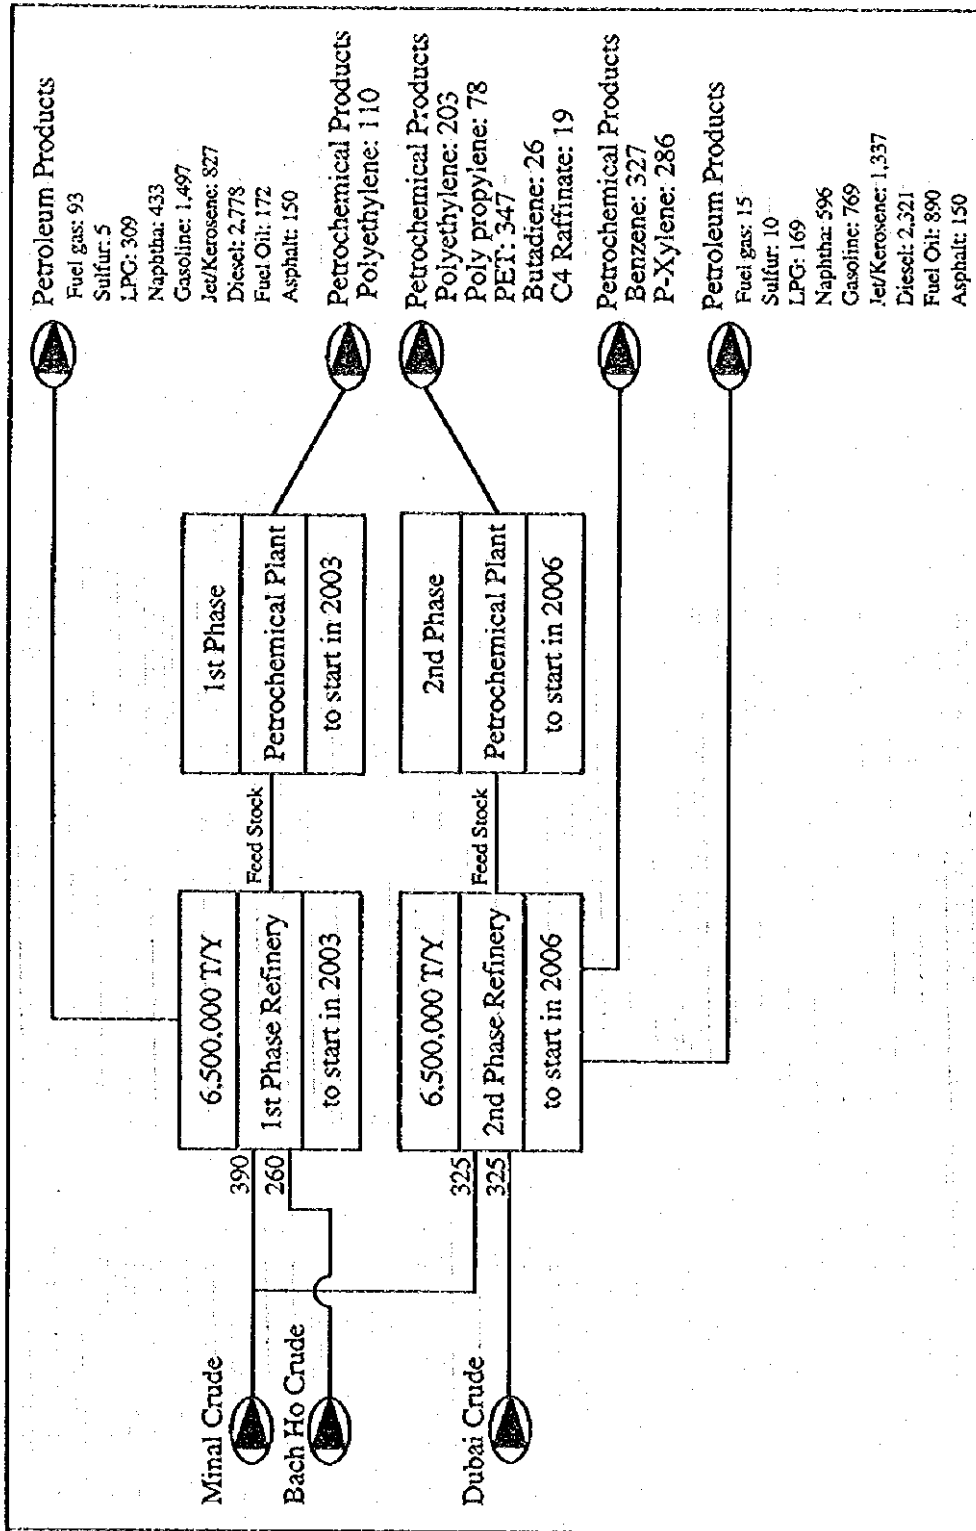 Minal Crude
Bach Ho Crude
Dubai Crude
390
260
325
325
6,500,000 T/Y
1st Phase Refinery
to start in 2003
6,500,000 T/Y
2nd Phase Refinery
to start in 2006
Feed Stock
Feed Stock
1st Phase
Petrochemical Plant
to start in 2003
2nd Phase
Petrochemical Plant
to start in 2006
Petroleum Products
Fuel gas: 93
Sulfur: 5
LPG: 309
Naphtha: 433
Gasoline: 1,497
Jet/Kerosene: 827
Diesel: 2,778
Fuel Oil: 172
Asphalt: 150
Petrochemical Products
Polyethylene: 110
Petrochemical Products
Polyethylene: 203
Poly propylene: 78
PET: 347
Butadiene: 26
C4 Raffinate: 19
Petrochemical Products
Benzene: 327
P-Xylene: 286
Petroleum Products
Fuel gas: 15
Sulfur: 10
LPG: 169
Naphtha: 596
Gasoline: 769
Jet/Kerosene: 1,337
Diesel: 2,321
Fuel Oil: 890
Asphalt: 150